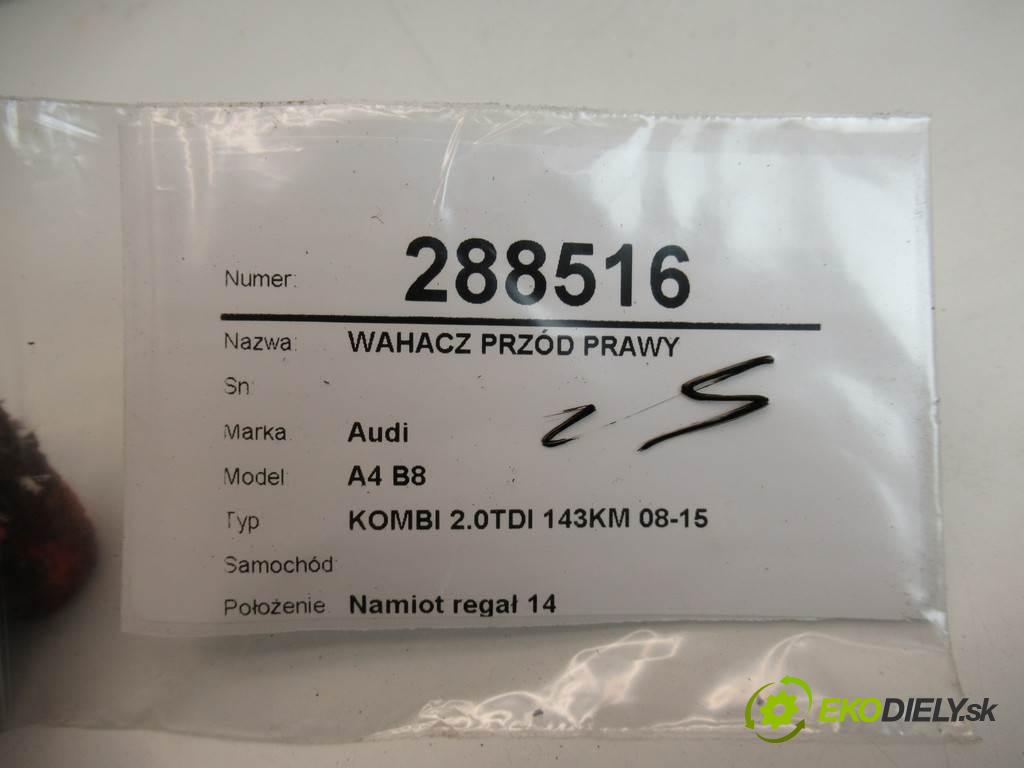 Numer: 288516
Nazwa: WAHACZ PRZÓD PRAWY
Sn:
Marka: Audi
Model: A4 B8
Typ KOMBI 2.0TDI 143KM 08-15
Samochód
Położenie Namiot regał 14
EKODIELY.sk